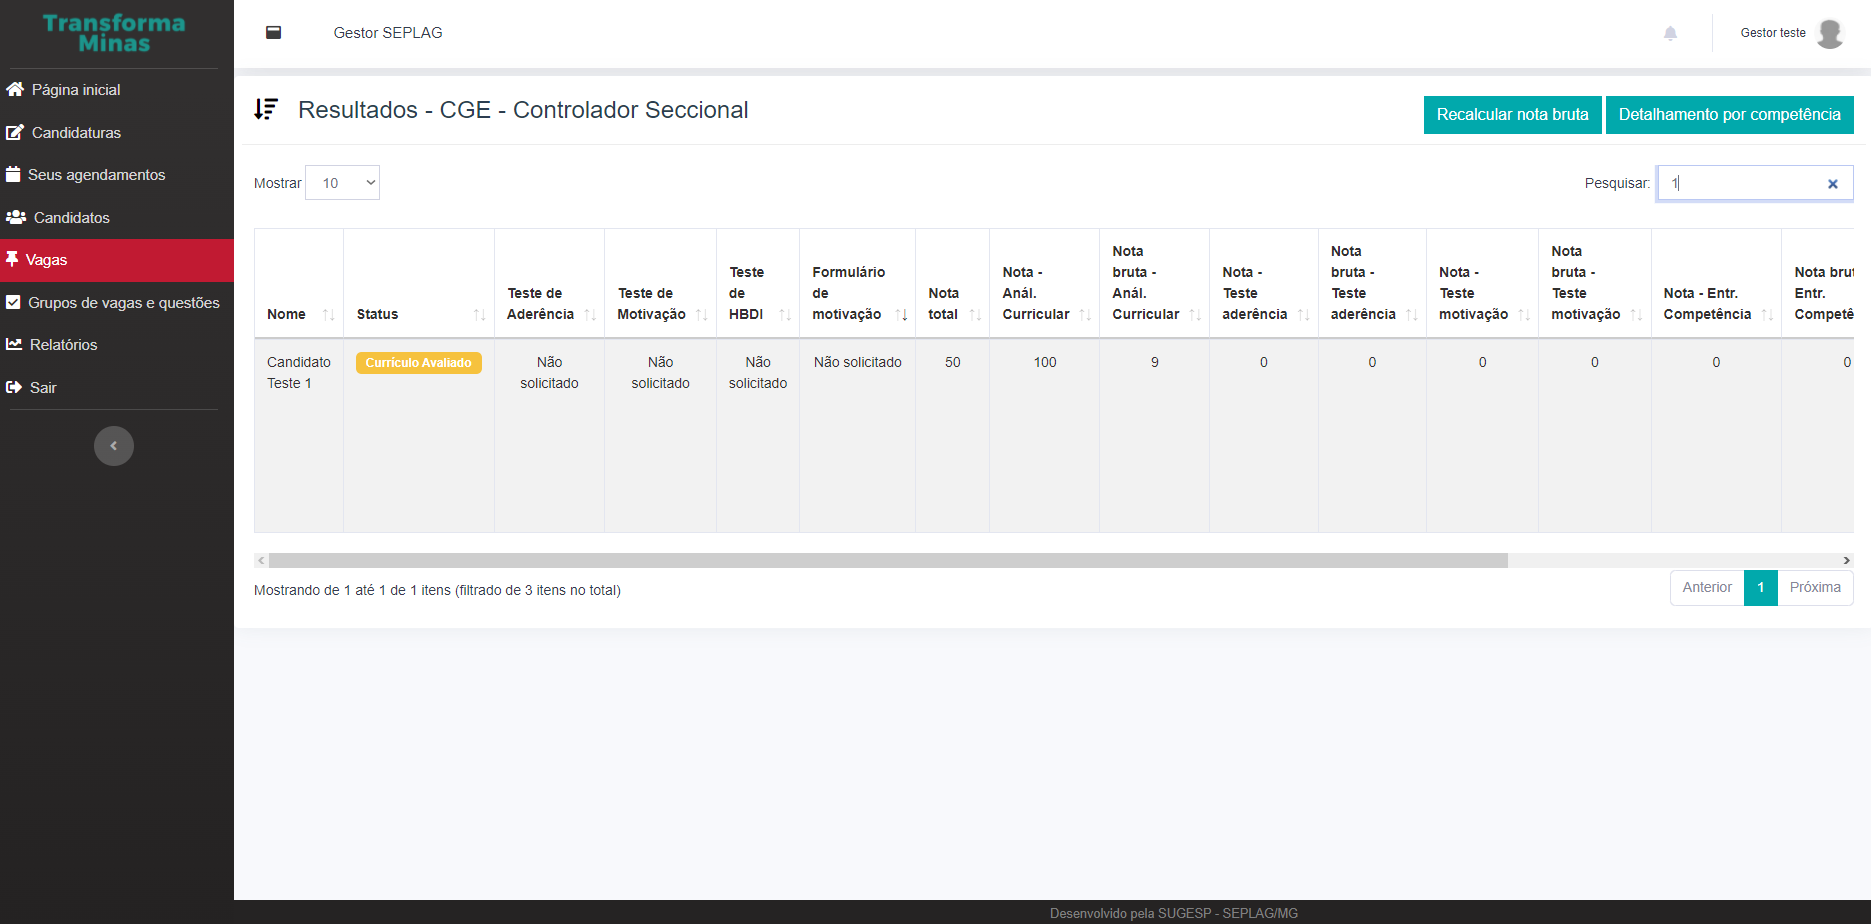 Transforma
Minas
Página inicial
Candidaturas
Seus agendamentos
Candidatos
Vagas
Grupos de vagas e questões
Relatórios
Sair
Gestor SEPLAG
Gestor teste
Resultados - CGE - Controlador Seccional
Recalcular nota bruta
Detalhamento por competência
Mostrar 10
Pesquisar: 1
Nome
Status
Teste de
Aderência
Teste de
Motivação
Teste
de
HBDI
Formulário
de
motivação
Nota
total
Nota -
Anál.
Curricular
Nota
bruta -
Anál.
Curricular
Nota -
Teste
aderência
Nota
bruta -
Teste
aderência
Nota -
Teste
motivação
Nota
bruta -
Teste
motivação
Nota - Entr.
Competência
Nota brut
Entr.
Competê
Candidato
Teste 1
Currículo Avaliado
Não
solicitado
Não
solicitado
Não
solicitado
Não solicitado
50
100
9
0
0
0
0
0
0
Mostrando de 1 até 1 de 1 itens (filtrado de 3 itens no total)
Anterior 1 Próxima
Desenvolvido pela SUGESP - SEPLAG/MG